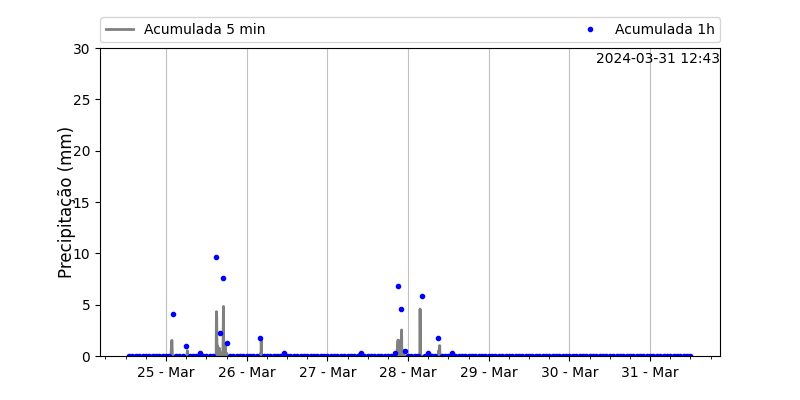 Acumulada 5 min Acumulada 1h
2024-03-31 12:43
Precipitação (mm)
30
25
20
15
10
5
0
25 - Mar 26 - Mar 27 - Mar 28 - Mar 29 - Mar 30 - Mar 31 - Mar